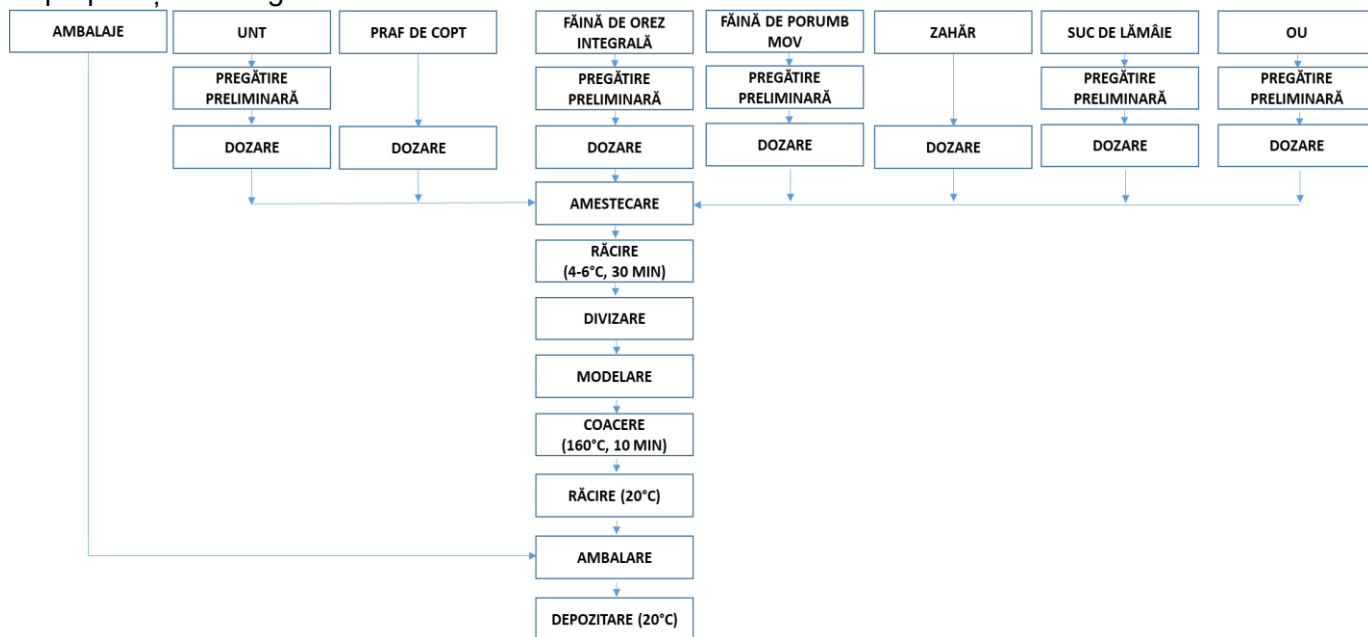 AMBALAJE
UNT
PRAF DE COPT
FĂINĂ DE OREZ
INTEGRALĂ
FĂINĂ DE PORUMB
MOV
ZAHĂR
SUC DE LĂMÂIE
OU
PREGĂTIRE
PRELIMINARĂ
PREGĂTIRE
PRELIMINARĂ
PREGĂTIRE
PRELIMINARĂ
PREGĂTIRE
PRELIMINARĂ
PREGĂTIRE
PRELIMINARĂ
DOZARE
DOZARE
DOZARE
DOZARE
DOZARE
DOZARE
DOZARE
AMESTECARE
RĂCIRE
(4-6°C, 30 MIN)
DIVIZARE
MODELARE
COACERE
(160°C, 10 MIN)
RĂCIRE (20°C)
AMBALARE
DEPOZITARE (20°C)